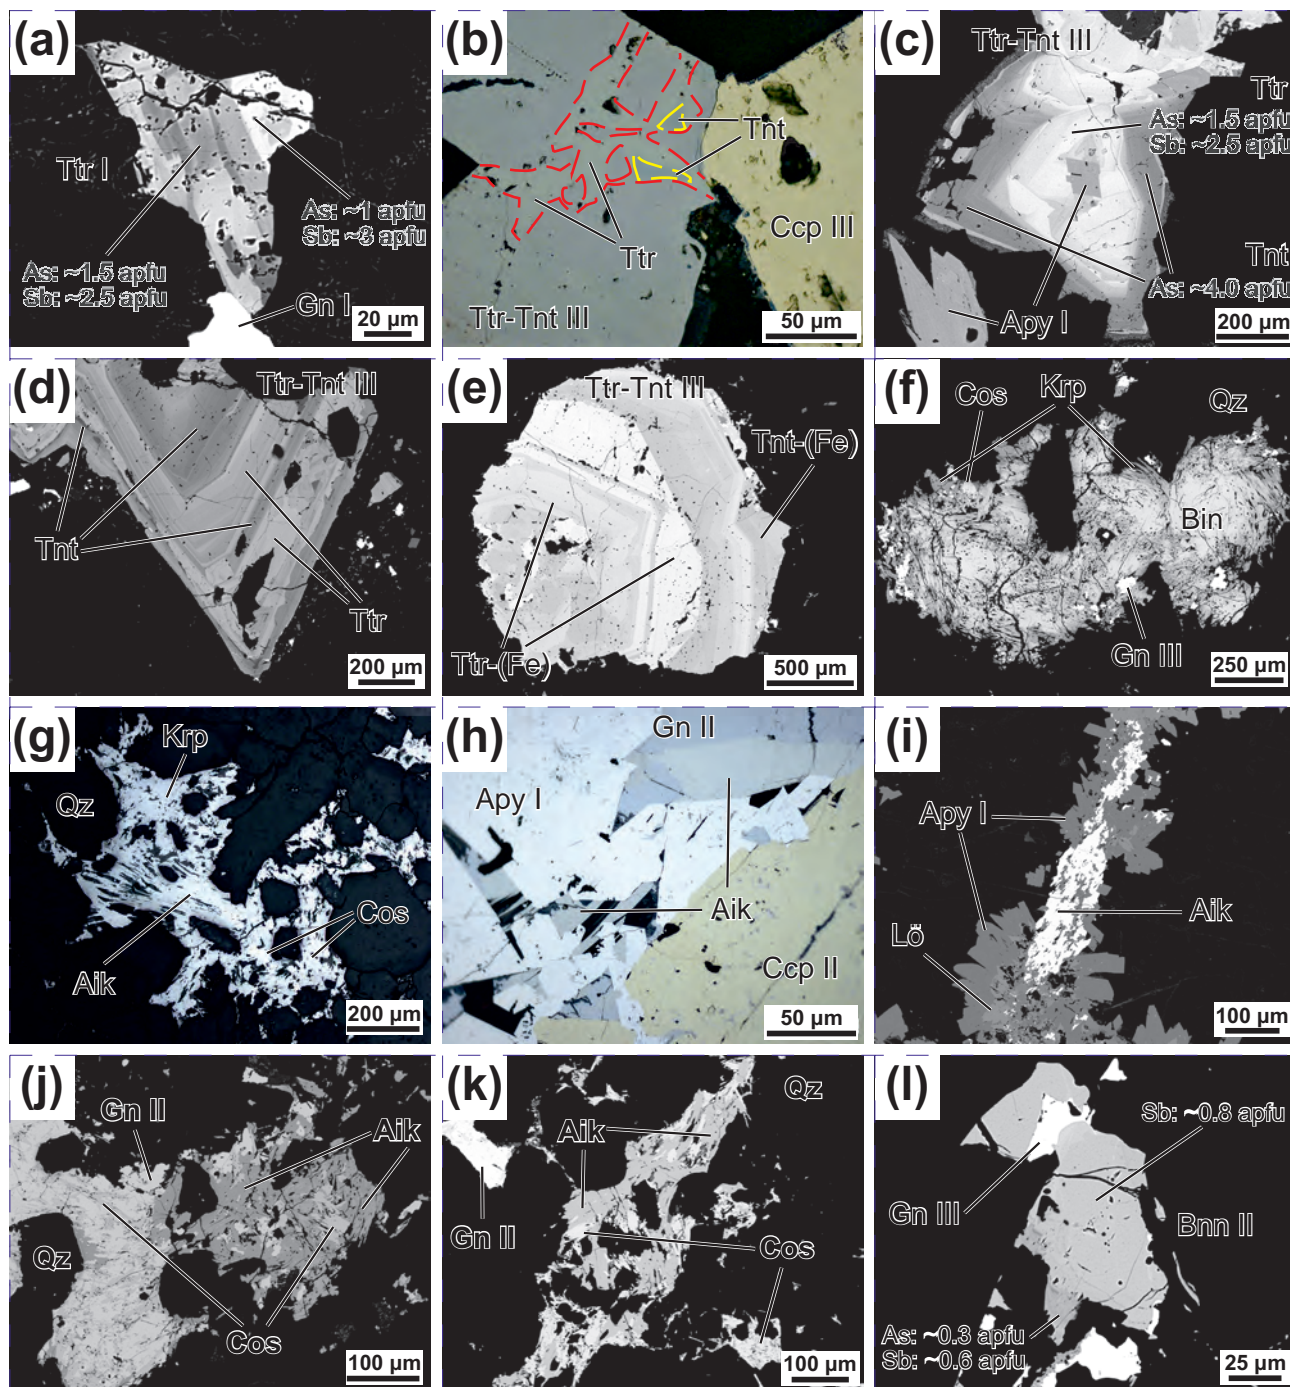 (a)
Ttr I
As: ~1 apfu
Sb: ~3 apfu
As: ~1.5 apfu
Sb: ~2.5 apfu
Gn I
20 µm
(b)
Tnt
Ttr
Ccp III
Ttr-Tnt III
50 µm
(c)
Ttr-Tnt III
Ttr
As: ~1.5 apfu
Sb: ~2.5 apfu
Tnt
As: ~4.0 apfu
Apy I
200 µm
(d)
Ttr-Tnt III
Tnt
Ttr
200 µm
(e)
Ttr-Tnt III
Tnt-(Fe)
Ttr-(Fe)
500 µm
(f)
Cos
Krp
Qz
Bin
Gn III
250 µm
(g)
Krp
Qz
Cos
Aik
200 µm
(h)
Gn II
Apy I
Aik
Ccp II
50 µm
(i)
Apy I
Aik
Lö
100 µm
(j)
Gn II
Aik
Qz
Cos
100 µm
(k)
Qz
Aik
Gn II
Cos
100 µm
(l)
Sb: ~0.8 apfu
Gn III
Bnn II
As: ~0.3 apfu
Sb: ~0.6 apfu
25 µm